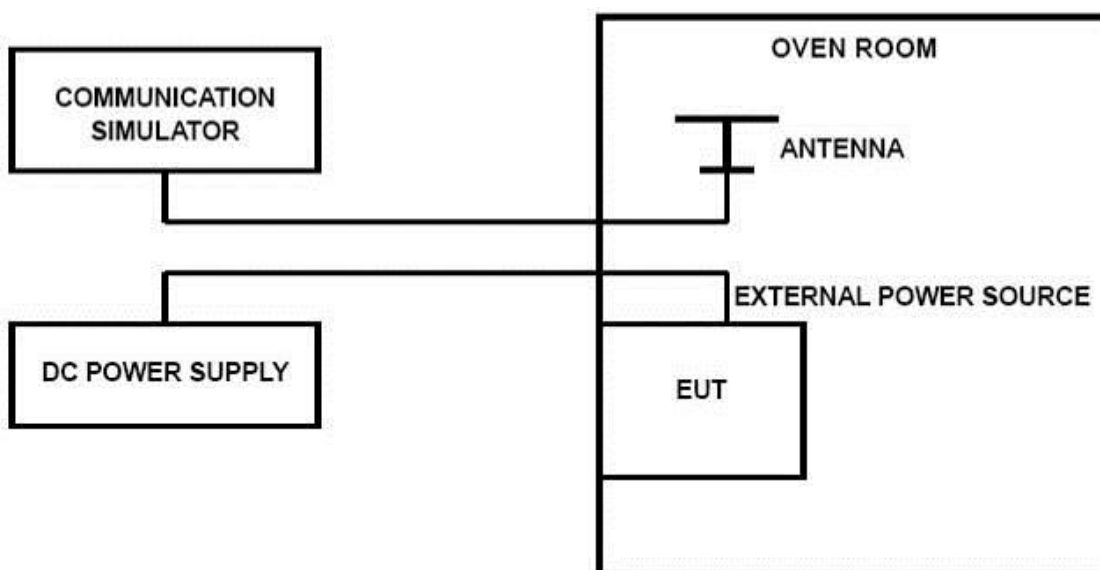 OVEN ROOM
COMMUNICATION
SIMULATOR
ANTENNA
EXTERNAL POWER SOURCE
DC POWER SUPPLY
EUT